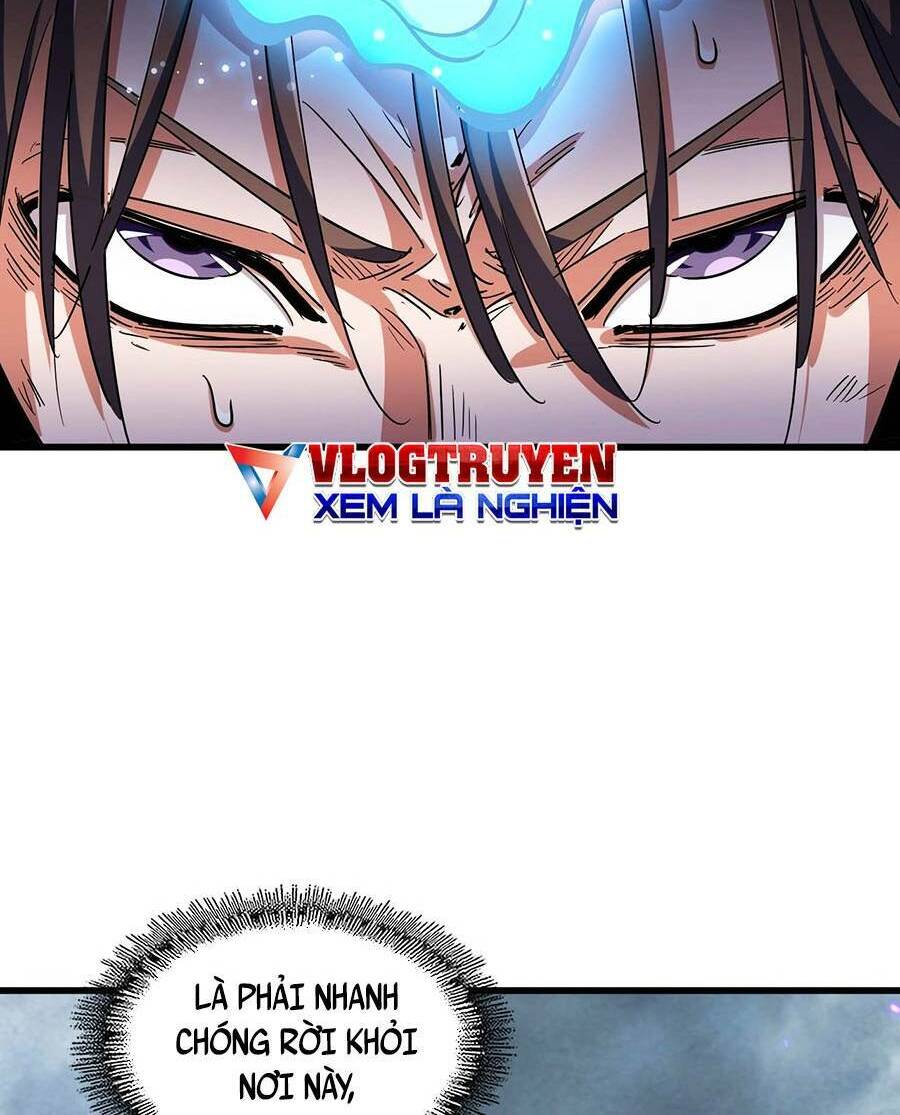 VLOGTRUYEN
XEM LÀ NGHIỆN
LÀ PHẢI NHANH
CHÓNG RỜI KHỎI
NƠI NÀY,